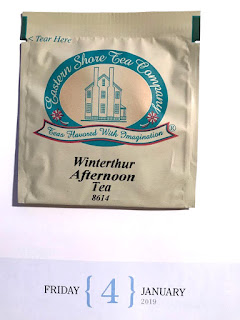 < Tear Here
Eastern Shore Tea Company
Teas Flavored With Imagination
Winterthur
Afternoon
Tea
8614
FRIDAY { 4 } JANUARY
2019